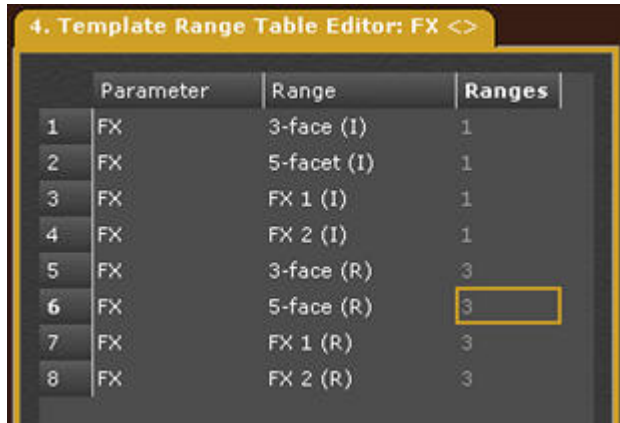 4. Template Range Table Editor: FX <>
Parameter Range Ranges
1 FX 3-face (I) 1
2 FX 5-facet (I) 1
3 FX FX 1 (I) 1
4 FX FX 2 (I) 1
5 FX 3-face (R) 3
6 FX 5-face (R) 3
7 FX FX 1 (R) 3
8 FX FX 2 (R) 3